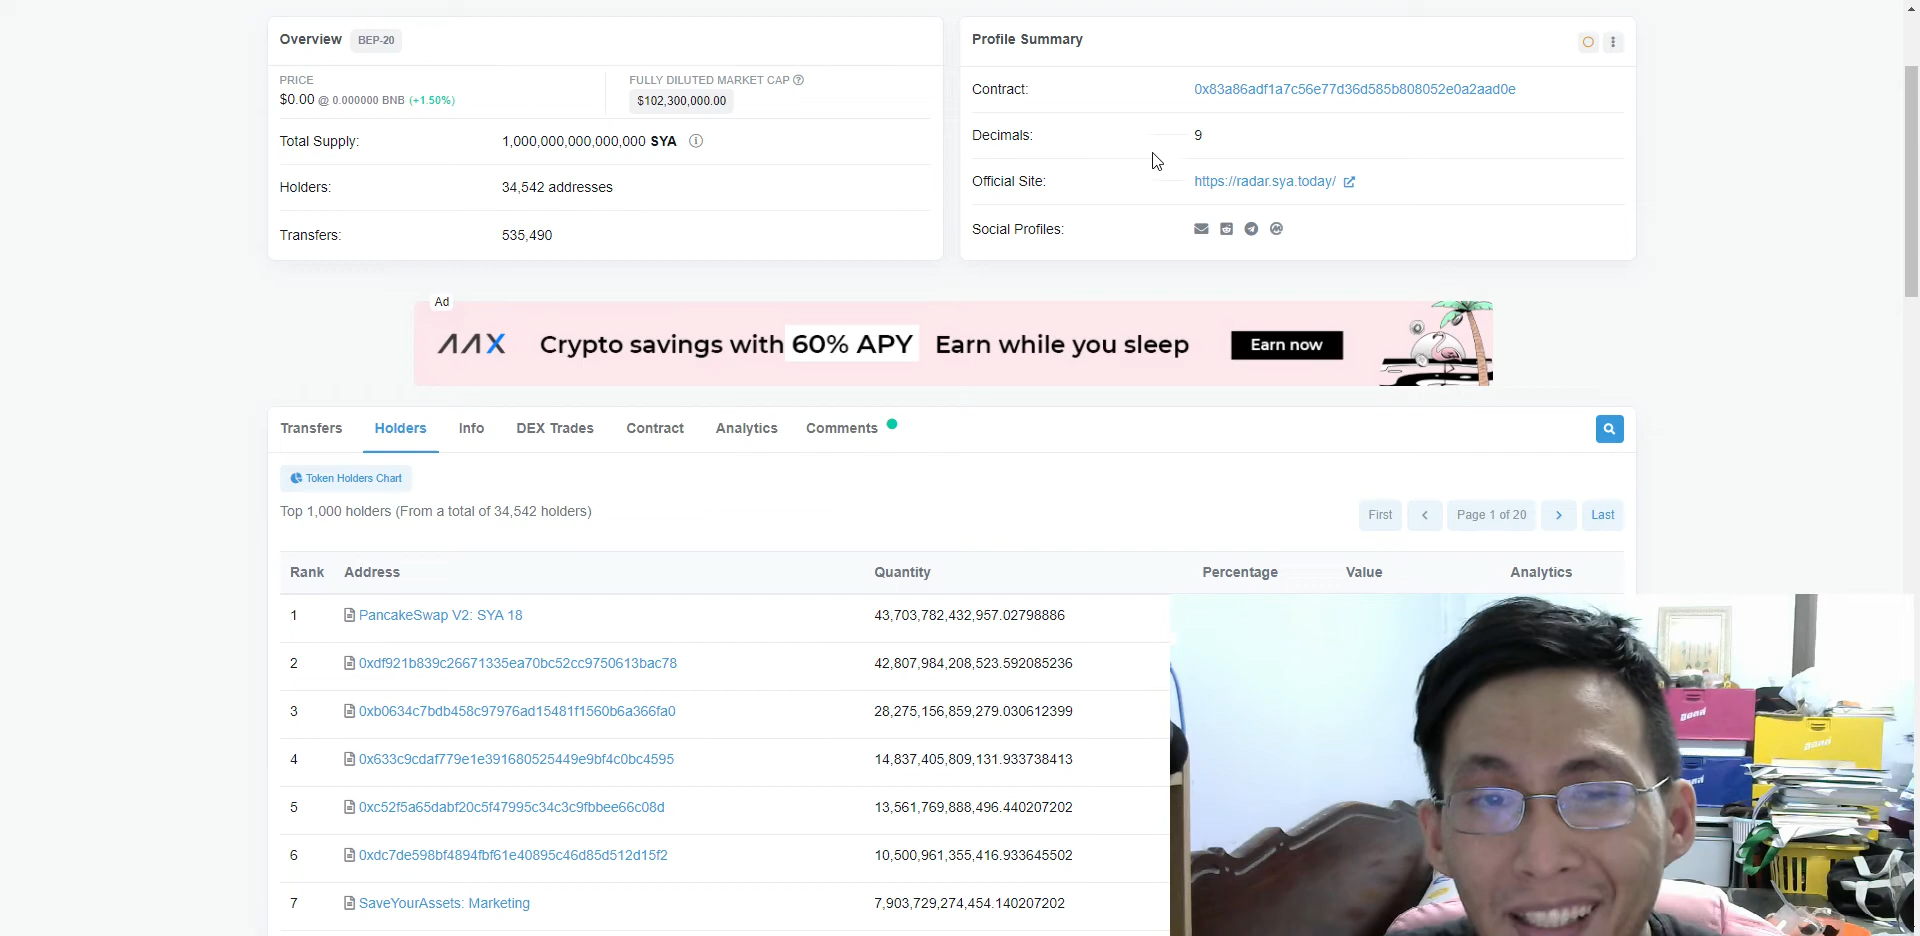 Overview BEP-20
Profile Summary
PRICE
FULLY DILUTED MARKET CAP
$0.00 @ 0.000000 BNB (+1.50%)
$102,300,000.00
Contract: 0x83a86adf1a7c56e77d36d585b808052e0a2aad0e
Total Supply: 1,000,000,000,000,000 SYA
Decimals: 9
Holders: 34,542 addresses
Official Site: https://radar.sya.today/
Transfers: 535,490
Social Profiles:
Ad
AAX Crypto savings with 60% APY Earn while you sleep Earn now
Transfers Holders Info DEX Trades Contract Analytics Comments
Token Holders Chart
Top 1,000 holders (From a total of 34,542 holders)
First < Page 1 of 20 > Last
Rank Address Quantity Percentage Value Analytics
1 PancakeSwap V2: SYA 18 43,703,782,432,957.02798886
2 0xdf921b839c26671335ea70bc52cc9750613bac78 42,807,984,208,523.592085236
3 0xb0634c7bdb458c97976ad15481f1560b6a366fa0 28,275,156,859,279.030612399
4 0x633c9cdaf779e1e391680525449e9bf4c0bc4595 14,837,405,809,131.933738413
5 0xc52f5a65dabf20c5f47995c34c3c9fbbee66c08d 13,561,769,888,496.440207202
6 0xdc7de598bf4894fbf61e40895c46d85d512d15f2 10,500,961,355,416.933645502
7 SaveYourAssets: Marketing 7,903,729,274,454.140207202